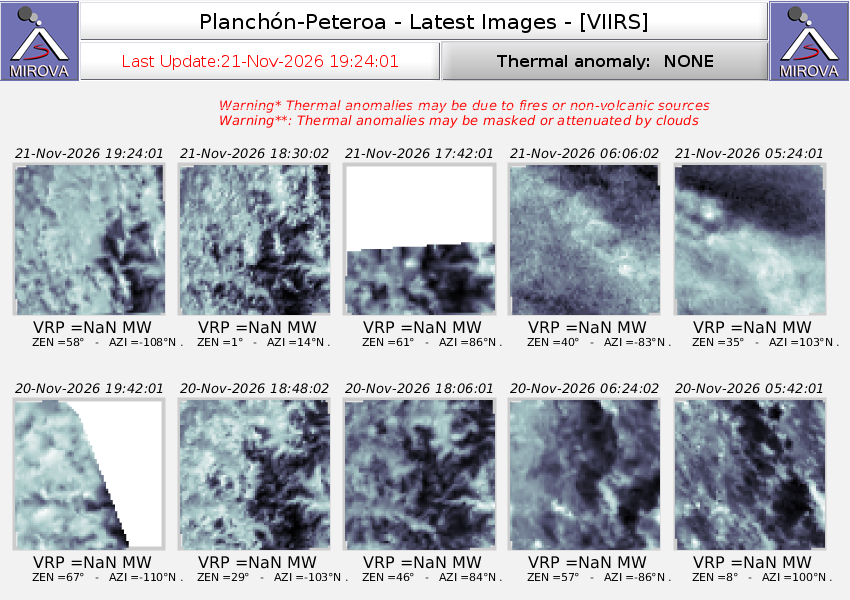 Planchón-Peteroa - Latest Images - [VIIRS]
MIROVA
MIROVA
Last Update:21-Nov-2026 19:24:01
Thermal anomaly: NONE
Warning* Thermal anomalies may be due to fires or non-volcanic sources
Warning**: Thermal anomalies may be masked or attenuated by clouds
21-Nov-2026 19:24:01
21-Nov-2026 18:30:02
21-Nov-2026 17:42:01
21-Nov-2026 06:06:02
21-Nov-2026 05:24:01
VRP =NaN MW
VRP =NaN MW
VRP =NaN MW
VRP =NaN MW
VRP =NaN MW
ZEN =58° - AZI =-108°N .
ZEN =1° - AZI =14°N .
ZEN =61° - AZI =86°N .
ZEN =40° - AZI =-83°N .
ZEN =35° - AZI =103°N .
20-Nov-2026 19:42:01
20-Nov-2026 18:48:02
20-Nov-2026 18:06:01
20-Nov-2026 06:24:02
20-Nov-2026 05:42:01
VRP =NaN MW
VRP =NaN MW
VRP =NaN MW
VRP =NaN MW
VRP =NaN MW
ZEN =67° - AZI =-110°N .
ZEN =29° - AZI =-103°N .
ZEN =46° - AZI =84°N .
ZEN =57° - AZI =-86°N .
ZEN =8° - AZI =100°N .